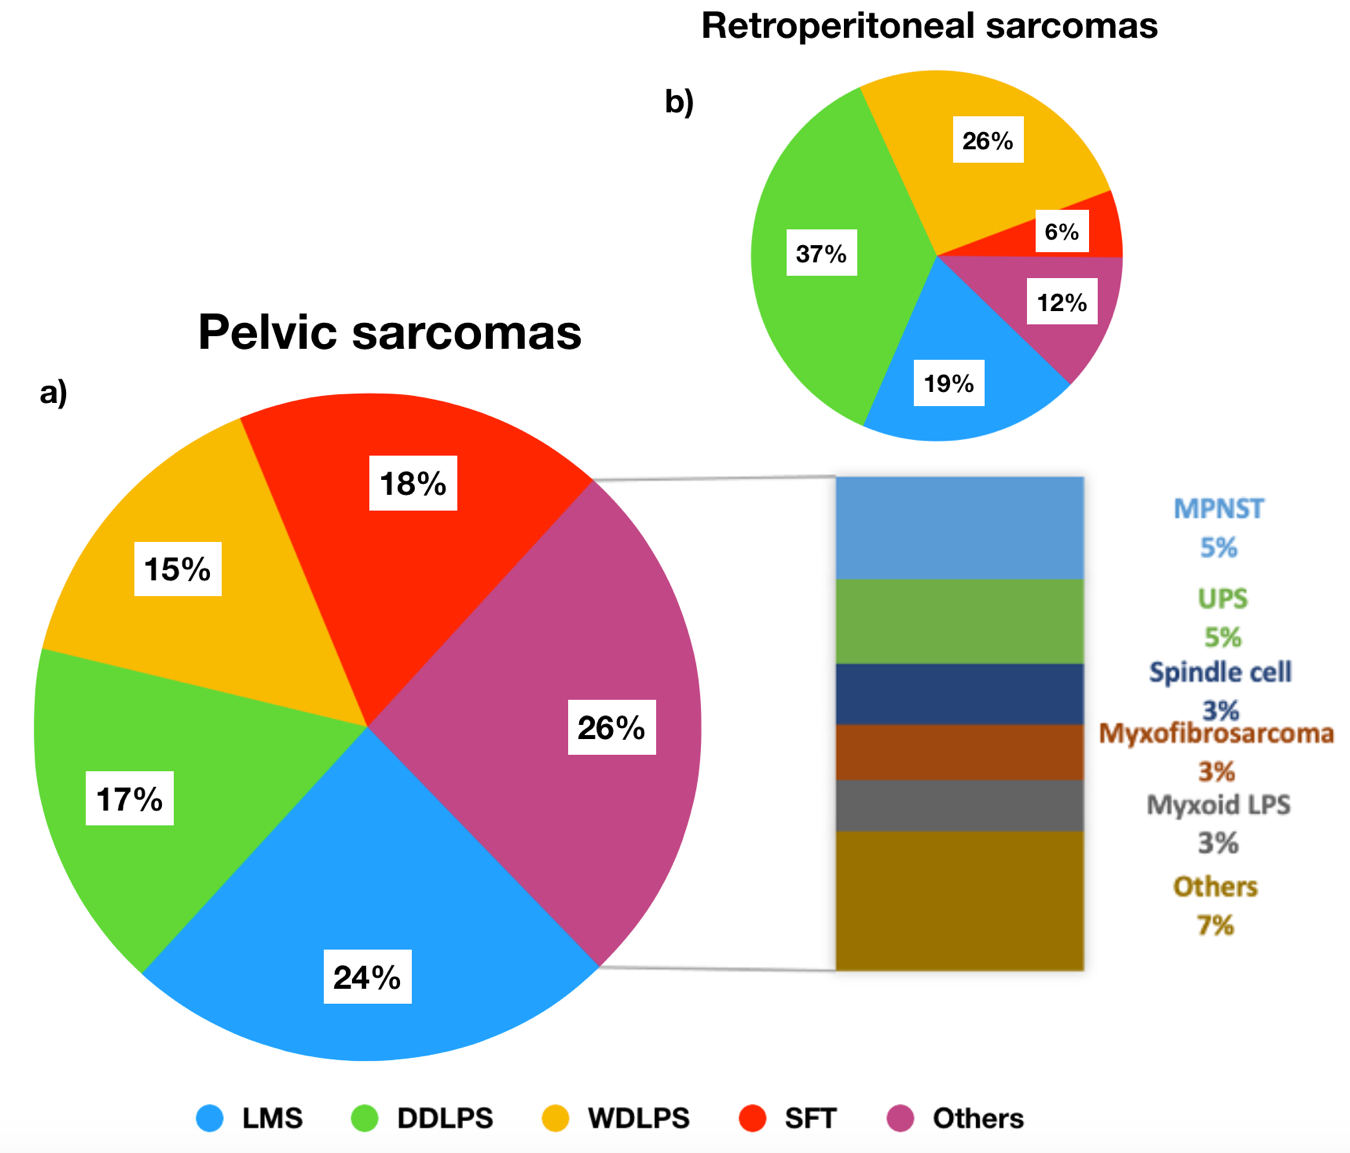 Retroperitoneal sarcomas
b)
26%
6%
37%
12%
19%
Pelvic sarcomas
a)
18%
15%
26%
17%
24%
MPNST
5%
UPS
5%
Spindle cell
3%
Myxofibrosarcoma
3%
Myxoid LPS
3%
Others
7%
LMS DDLPS WDLPS SFT Others